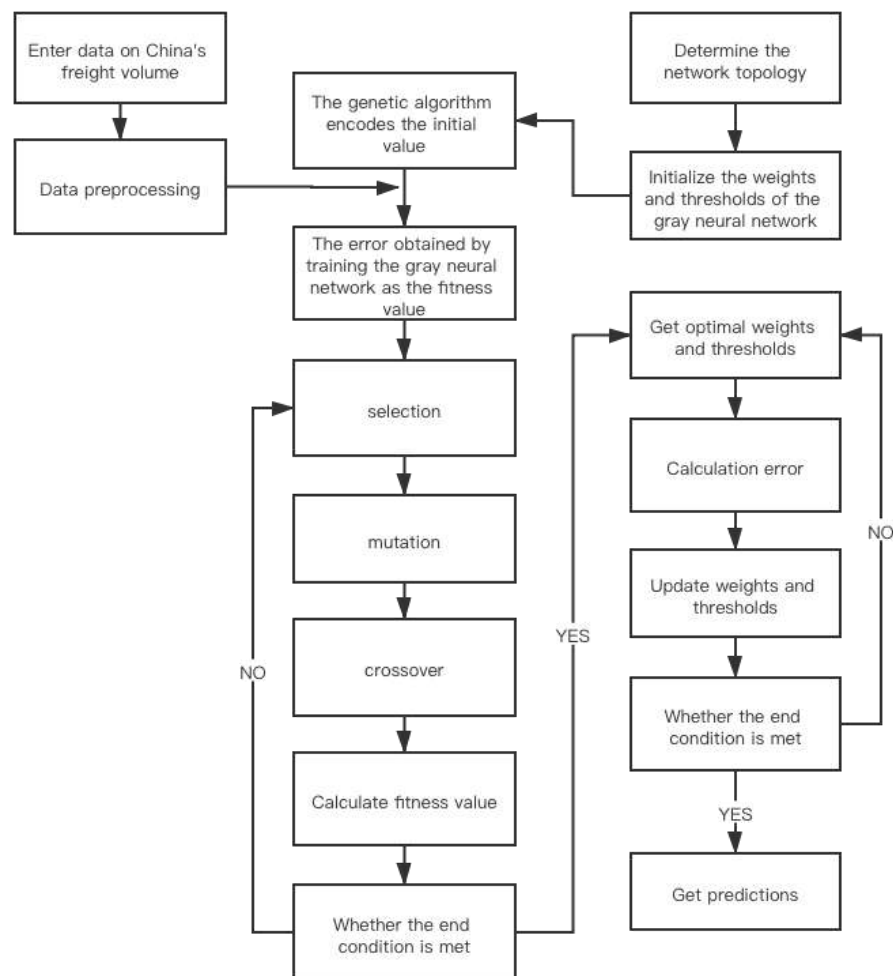 Enter data on China's
freight volume
Data preprocessing
The genetic algorithm
encodes the initial
value
Determine the
network topology
Initialize the weights
and thresholds of the
gray neural network
The error obtained by
training the gray neural
network as the fitness
value
selection
mutation
crossover
Calculate fitness value
Whether the end
condition is met
NO
YES
Get optimal weights
and thresholds
Calculation error
Update weights and
thresholds
Whether the end
condition is met
NO
YES
Get predictions